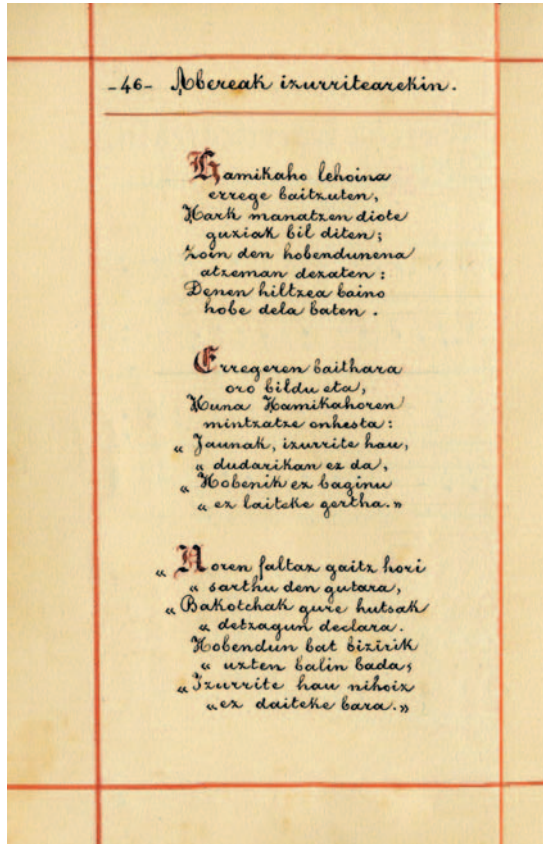 -46- Abereak izurritearekin.
Hamikaho lehoina
errege baitzuten,
Hark manatzen diote
guziak bil diten;
Zoin den hobendunena
atzeman dezaten :
Denen hiltzea baino
hobe dela baten .
Erregeren baithara
oro bildu eta,
Huna Hamikahoren
mintzatze onhesta :
« Jaunak, izurrite hau,
« dudarikan ez da,
« Hobenik ez baginu
« ez laiteke gertha. »
« Noren faltaz gaitz hori
« sarthu den gutara,
« Bakotchak gure hutsak
« detzagun declara.
Hobendun bat bizirik
« uzten balin bada;
« Izurrite hau nihoiz
« ez daiteke bara. »